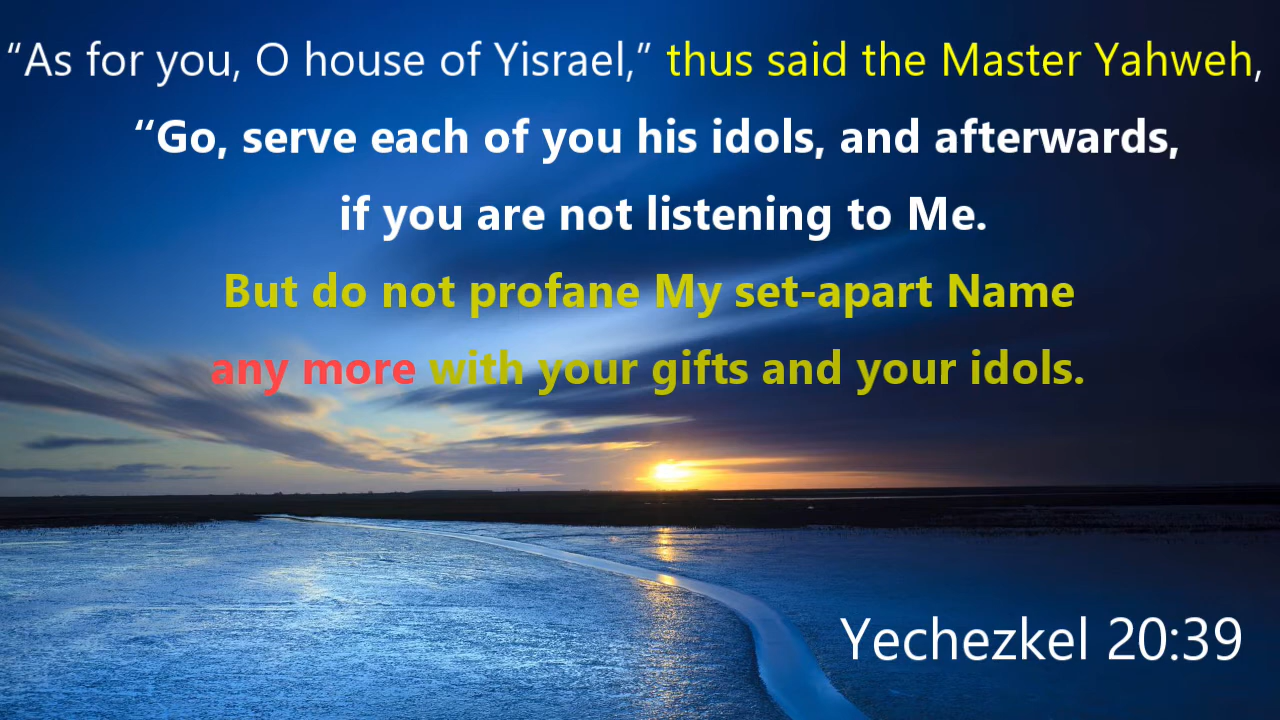 “As for you, O house of Yisrael,” thus said the Master Yahweh,
“Go, serve each of you his idols, and afterwards,
if you are not listening to Me.
But do not profane My set-apart Name
any more with your gifts and your idols.
Yechezkel 20:39